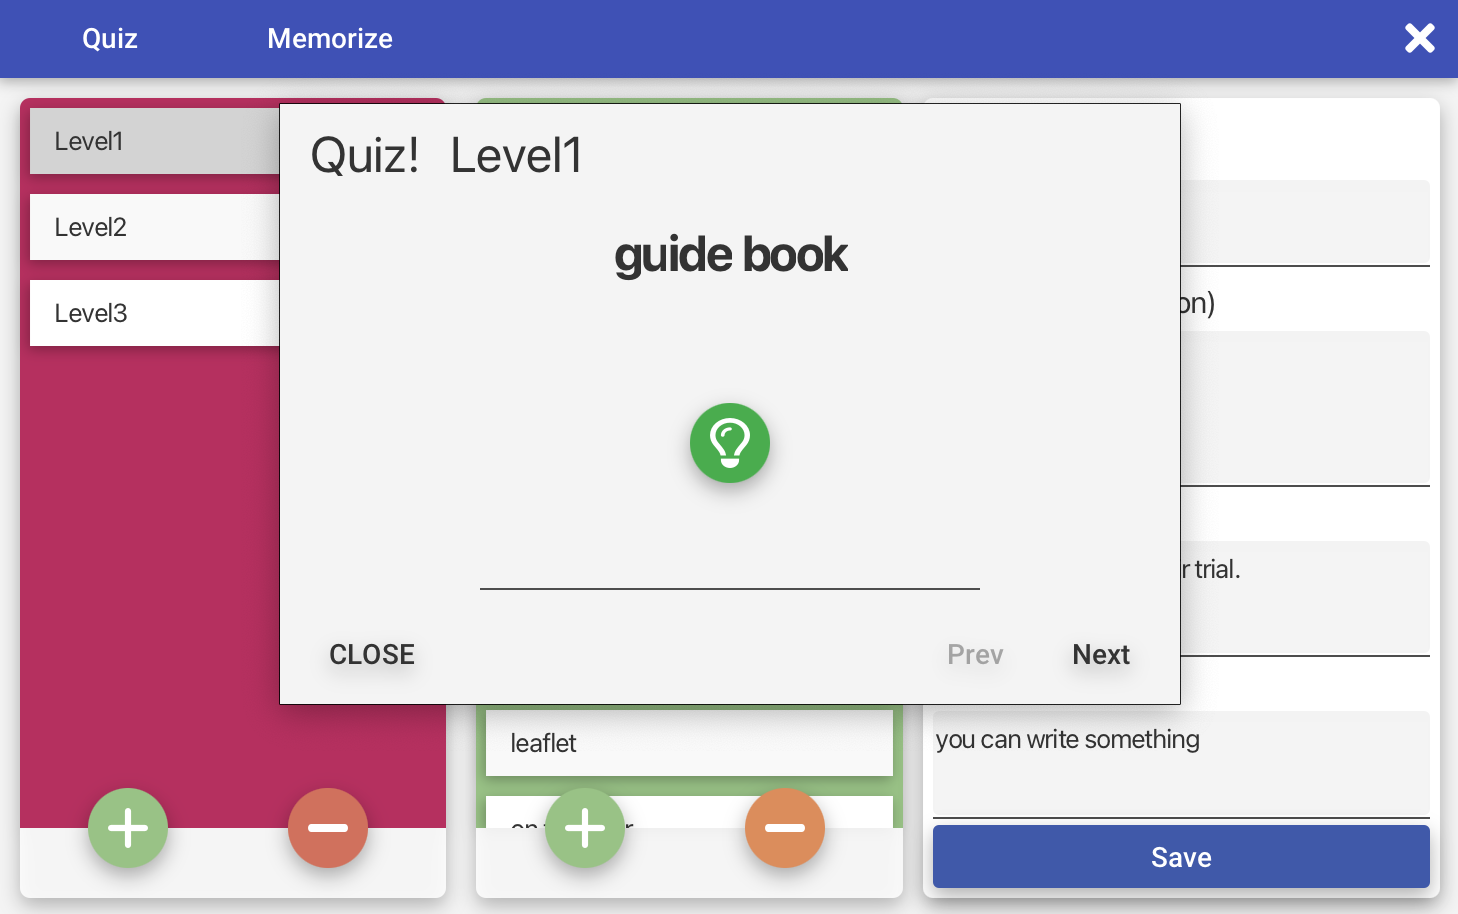 Quiz Memorize
Level1
Level2
Level3
Quiz! Level1
guide book
CLOSE Prev Next
on)
r trial.
leaflet
you can write something
Save